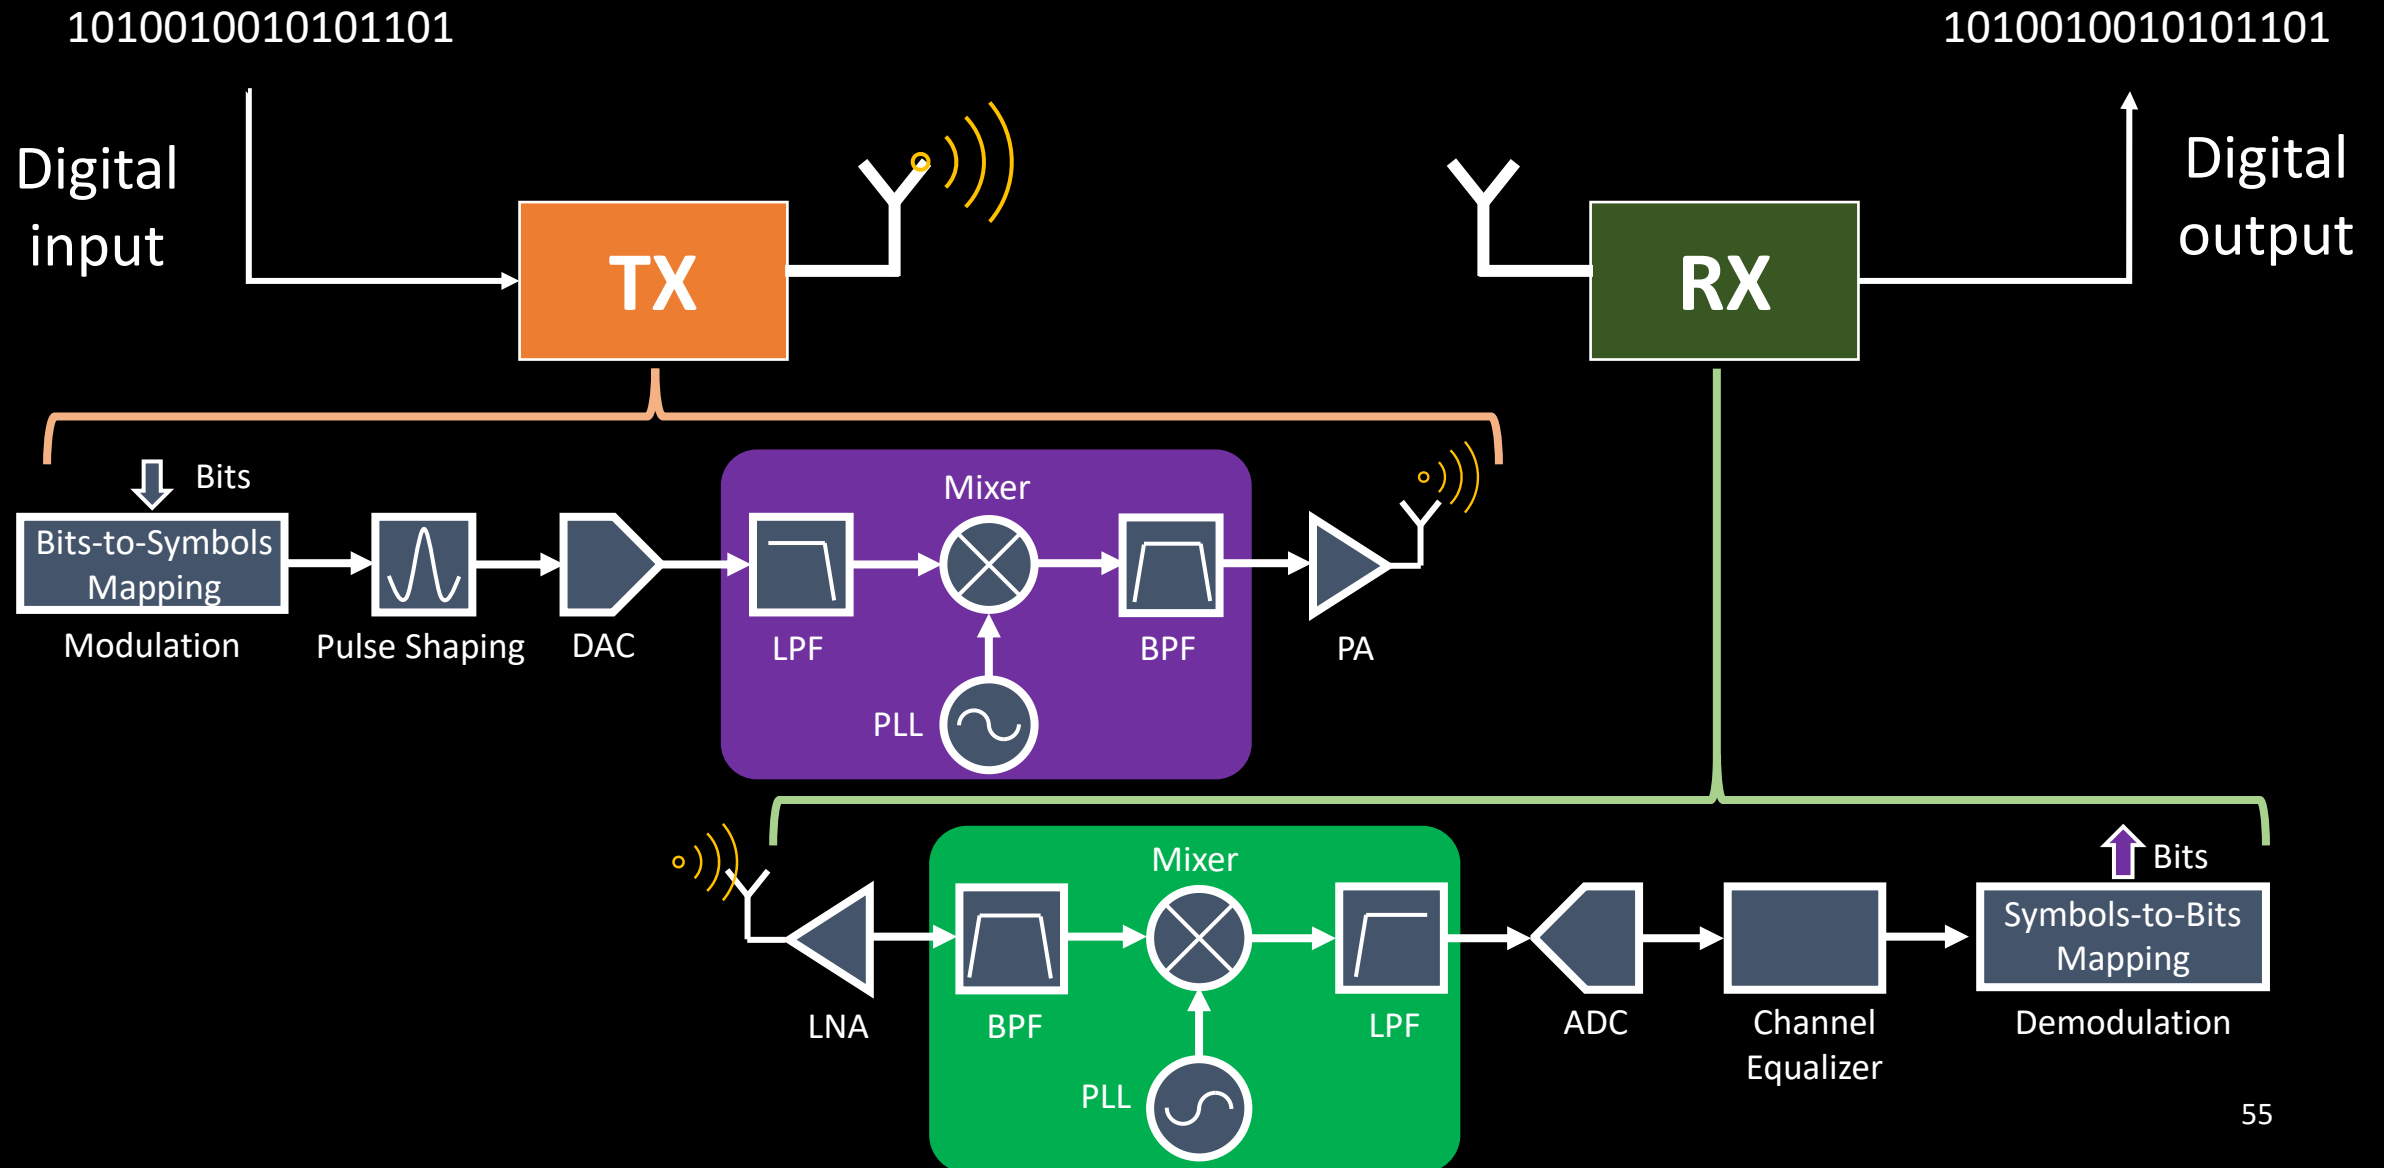 1010010010101101
1010010010101101
Digital
input
TX
RX
Digital
output
Bits
Bits-to-Symbols
Mapping
Modulation
Pulse Shaping
DAC
LPF
Mixer
PLL
BPF
PA
LNA
BPF
Mixer
PLL
LPF
ADC
Channel
Equalizer
Bits
Symbols-to-Bits
Mapping
Demodulation
55